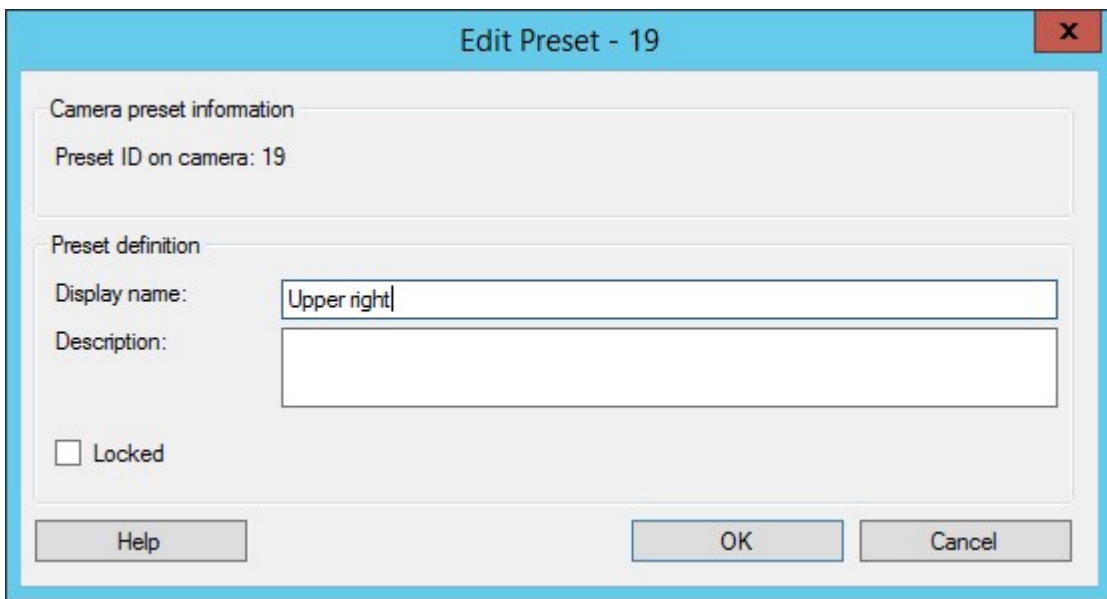 Edit Preset - 19
x
Camera preset information
Preset ID on camera: 19
Preset definition
Display name: Upper right
Description:
Locked
Help OK Cancel